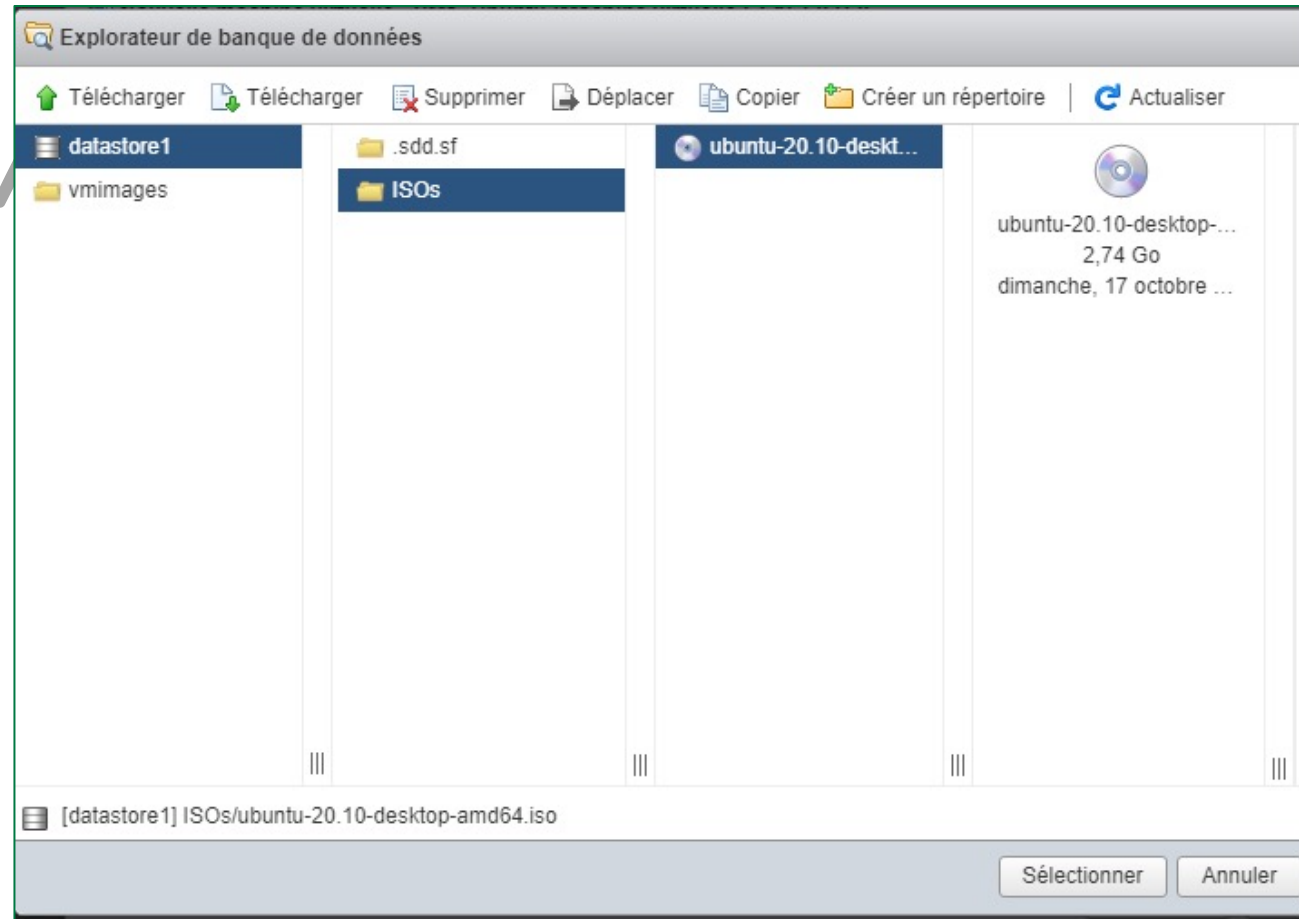 Explorateur de banque de données
Télécharger Télécharger Supprimer Déplacer Copier Créer un répertoire Actualiser
datastore1
vmimages
.sdd.sf
ISOs
ubuntu-20.10-deskt...
ubuntu-20.10-desktop-...
2,74 Go
dimanche, 17 octobre ...
[datastore1] ISOs/ubuntu-20.10-desktop-amd64.iso
Sélectionner Annuler